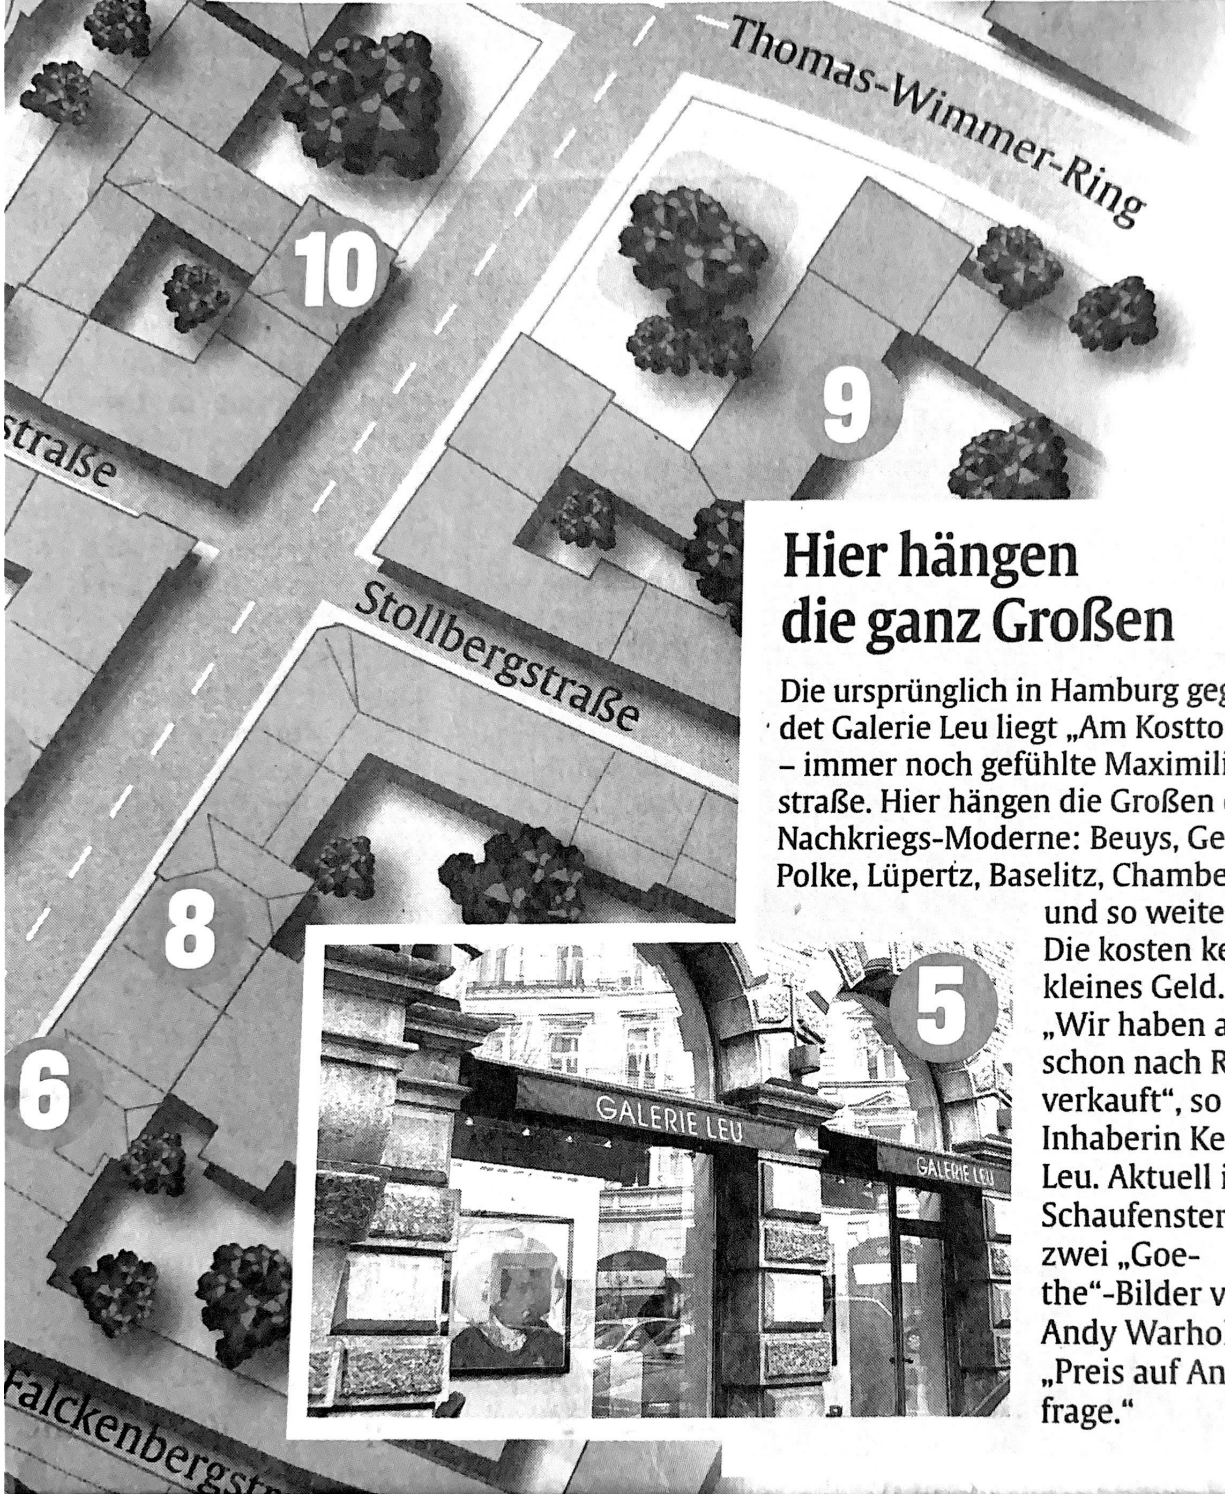 Thomas-Wimmer-Ring
10
9
straße
Stollbergstraße
8
6
Falckenbergstr
Hier hängen
die ganz Großen
Die ursprünglich in Hamburg geg
det Galerie Leu liegt „Am Kostto
– immer noch gefühlte Maximili
straße. Hier hängen die Großen
Nachkriegs-Moderne: Beuys, Ge
Polke, Lüpertz, Baselitz, Chambe
und so weite
Die kosten ke
kleines Geld.
„Wir haben a
schon nach R
verkauft“, so
Inhaberin Ke
Leu. Aktuell i
Schaufenster
zwei „Goe-
the“-Bilder v
Andy Warho
„Preis auf An
frage.“
5
GALERIE LEU
GALERIE LEU